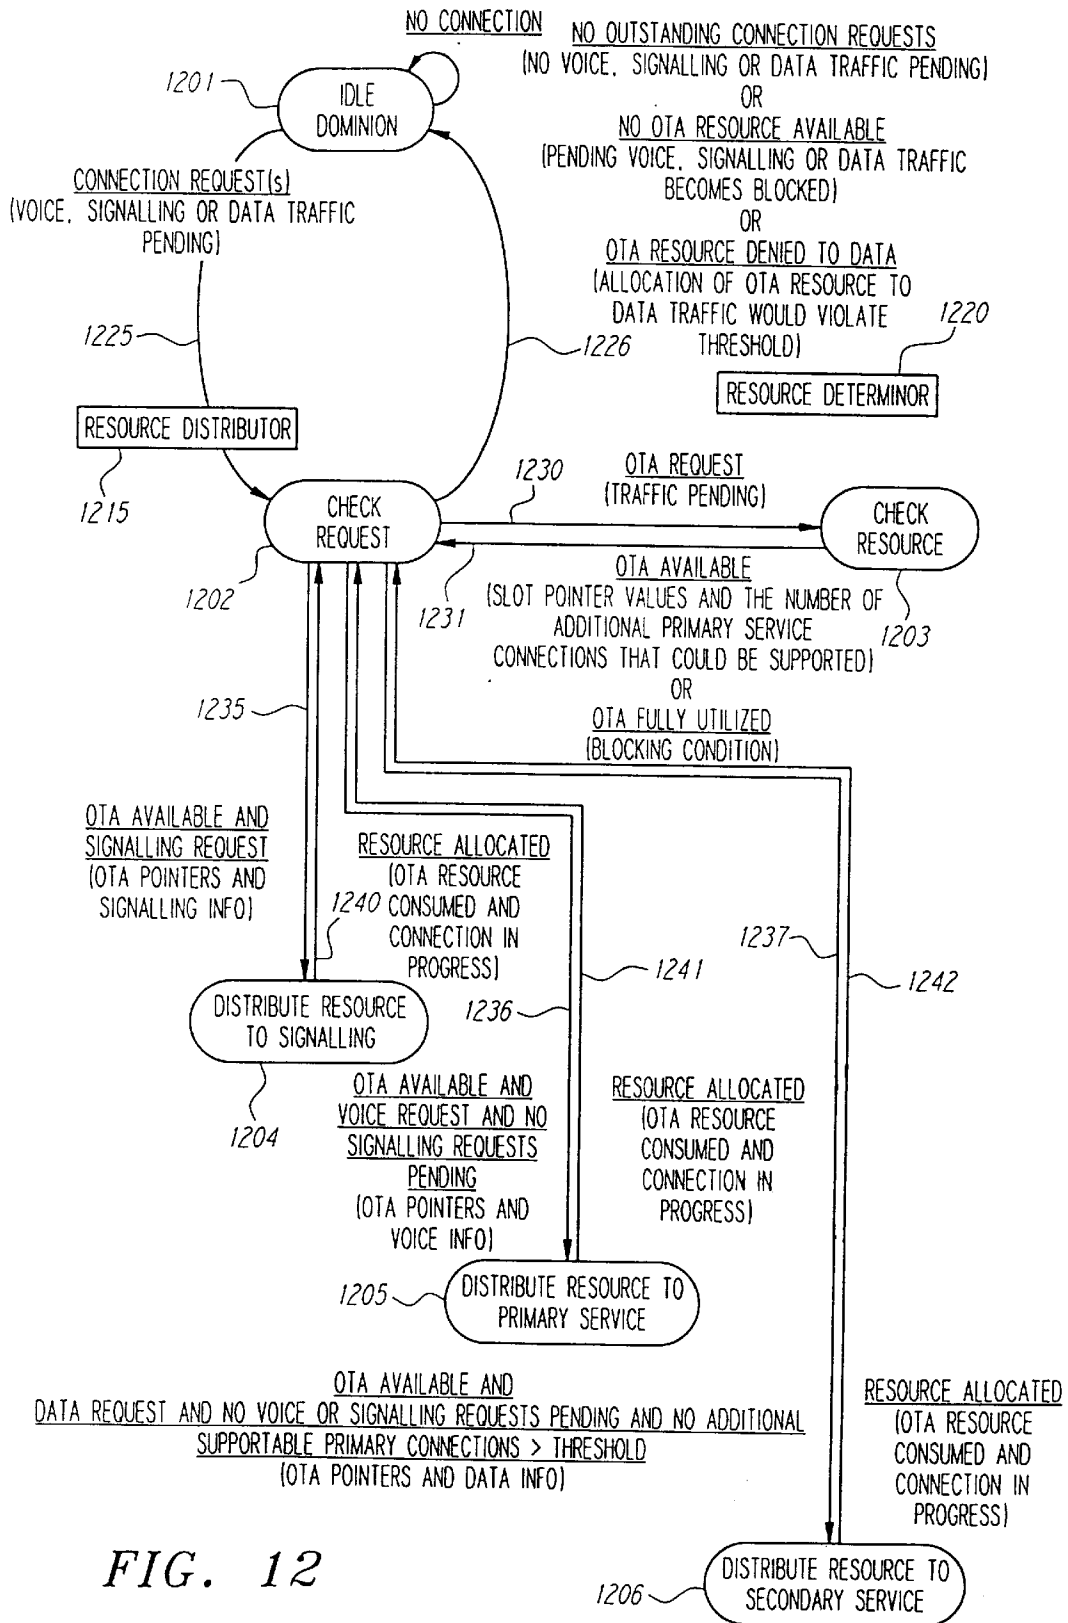 NO CONNECTION
1201
IDLE
DOMINION
NO OUTSTANDING CONNECTION REQUESTS
(NO VOICE, SIGNALLING OR DATA TRAFFIC PENDING)
OR
NO OTA RESOURCE AVAILABLE
(PENDING VOICE, SIGNALLING OR DATA TRAFFIC
BECOMES BLOCKED)
OR
OTA RESOURCE DENIED TO DATA
(ALLOCATION OF OTA RESOURCE TO
DATA TRAFFIC WOULD VIOLATE
THRESHOLD)
CONNECTION REQUEST(s)
(VOICE, SIGNALLING OR DATA TRAFFIC
PENDING)
1225
1226
1220
RESOURCE DETERMINOR
RESOURCE DISTRIBUTOR
1215
CHECK
REQUEST
1202
1230
OTA REQUEST
(TRAFFIC PENDING)
CHECK
RESOURCE
1203
1231
OTA AVAILABLE
(SLOT POINTER VALUES AND THE NUMBER OF
ADDITIONAL PRIMARY SERVICE
CONNECTIONS THAT COULD BE SUPPORTED)
OR
OTA FULLY UTILIZED
(BLOCKING CONDITION)
1235
OTA AVAILABLE AND
SIGNALLING REQUEST
(OTA POINTERS AND
SIGNALLING INFO)
1240
RESOURCE ALLOCATED
(OTA RESOURCE
CONSUMED AND
CONNECTION IN
PROGRESS)
1237
1241
1242
1236
DISTRIBUTE RESOURCE
TO SIGNALLING
1204
OTA AVAILABLE AND
VOICE REQUEST AND NO
SIGNALLING REQUESTS
PENDING
(OTA POINTERS AND
VOICE INFO)
RESOURCE ALLOCATED
(OTA RESOURCE
CONSUMED AND
CONNECTION IN
PROGRESS)
1205
DISTRIBUTE RESOURCE TO
PRIMARY SERVICE
OTA AVAILABLE AND
DATA REQUEST AND NO VOICE OR SIGNALLING REQUESTS PENDING AND NO ADDITIONAL
SUPPORTABLE PRIMARY CONNECTIONS > THRESHOLD
(OTA POINTERS AND DATA INFO)
RESOURCE ALLOCATED
(OTA RESOURCE
CONSUMED AND
CONNECTION IN
PROGRESS)
FIG. 12
1206
DISTRIBUTE RESOURCE TO
SECONDARY SERVICE